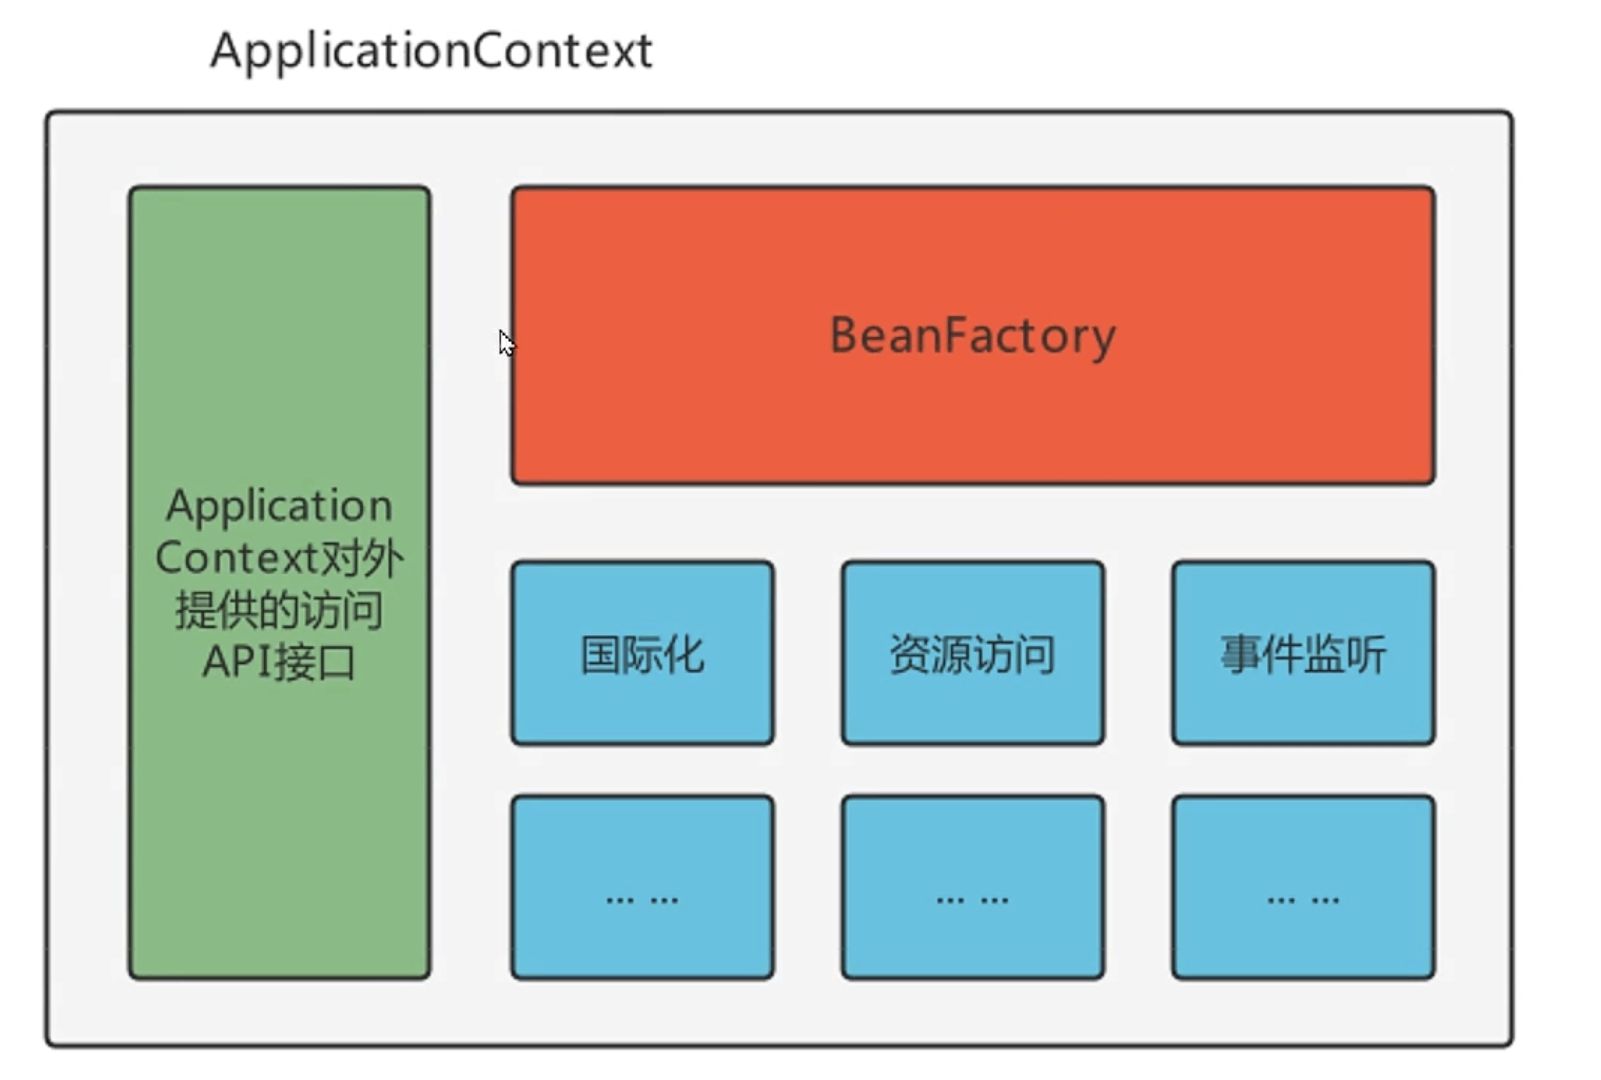 ApplicationContext
BeanFactory
Application
Context对外
提供的访问
API接口
国际化
资源访问
事件监听
... ...
... ...
... ...